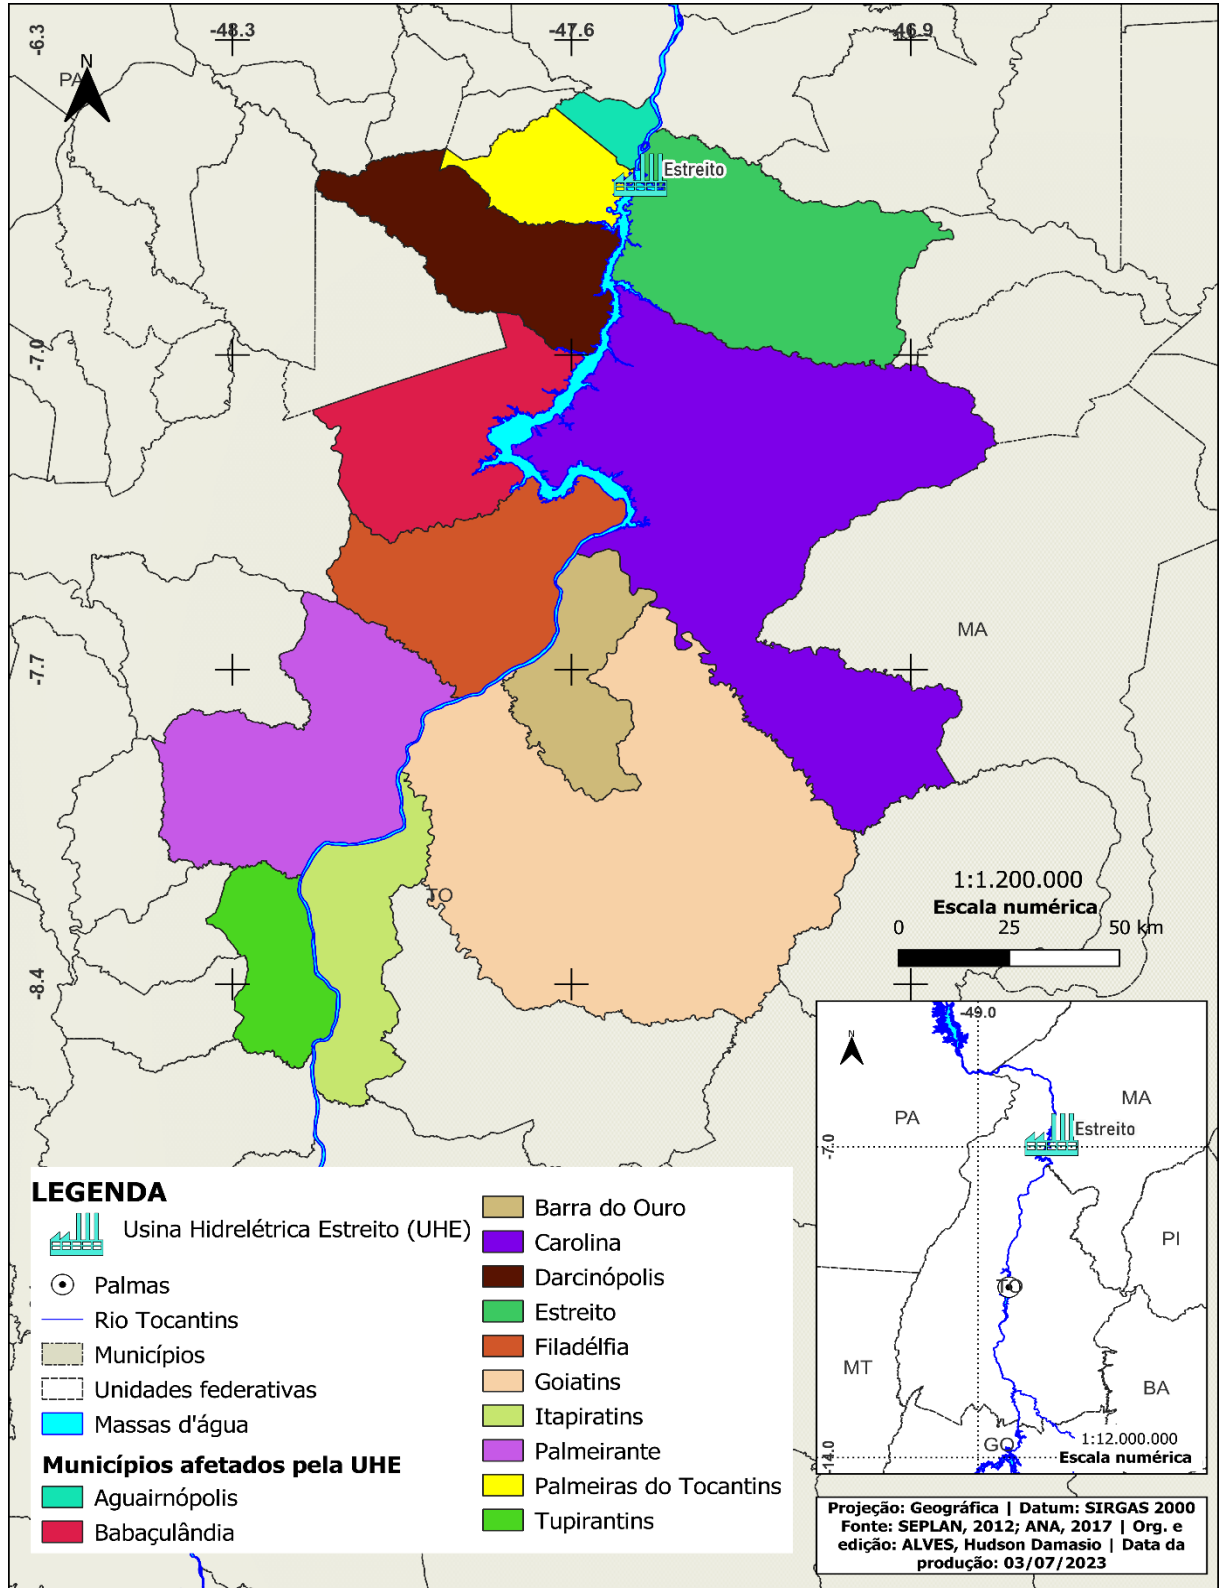 -48.3
-47.6
-46.9
-6.3
N
PA
Estreito
-7.0
MA
-7.7
TO
1:1.200.000
Escala numérica
0 25 50 km
-8.4
-49.0
N
MA
PA
Estreito
-7.0
PI
TO
MT
BA
GO
1:12.000.000
Escala numérica
-14.0
LEGENDA
Usina Hidrelétrica Estreito (UHE)
Palmas
Rio Tocantins
Municípios
Unidades federativas
Massas d'água
Municípios afetados pela UHE
Aguairnópolis
Babaçulândia
Barra do Ouro
Carolina
Darcinópolis
Estreito
Filadélfia
Goiatins
Itapiratins
Palmeirante
Palmeiras do Tocantins
Tupirantins
Projeção: Geográfica | Datum: SIRGAS 2000
Fonte: SEPLAN, 2012; ANA, 2017 | Org. e
edição: ALVES, Hudson Damasio | Data da
produção: 03/07/2023